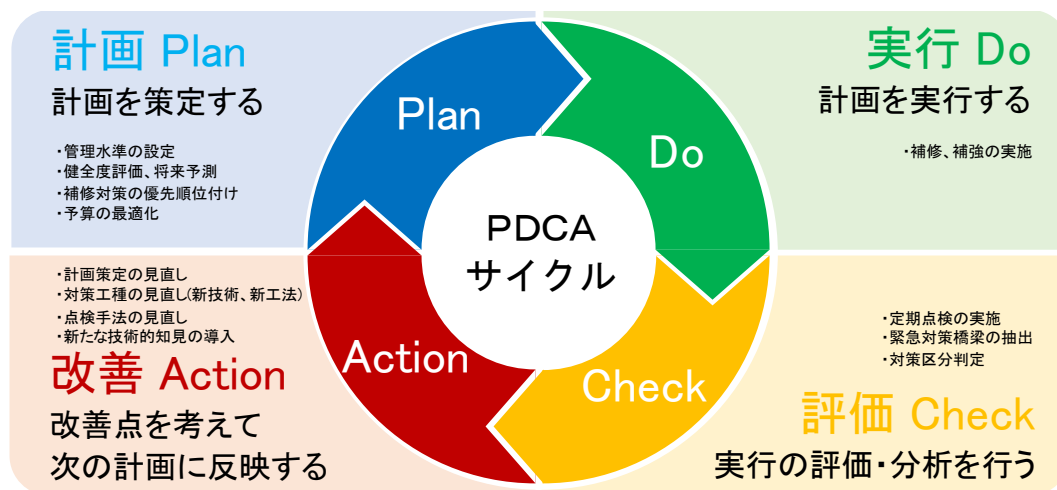 計画 Plan
計画を策定する
・管理水準の設定
・健全度評価、将来予測
・補修対策の優先順位付け
・予算の最適化
実行 Do
計画を実行する
・補修、補強の実施
Plan
Do
PDCA
サイクル
Action
Check
・計画策定の見直し
・対策工種の見直し(新技術、新工法)
・点検手法の見直し
・新たな技術的知見の導入
改善 Action
改善点を考えて
次の計画に反映する
・定期点検の実施
・緊急対策橋梁の抽出
・対策区分判定
評価 Check
実行の評価・分析を行う